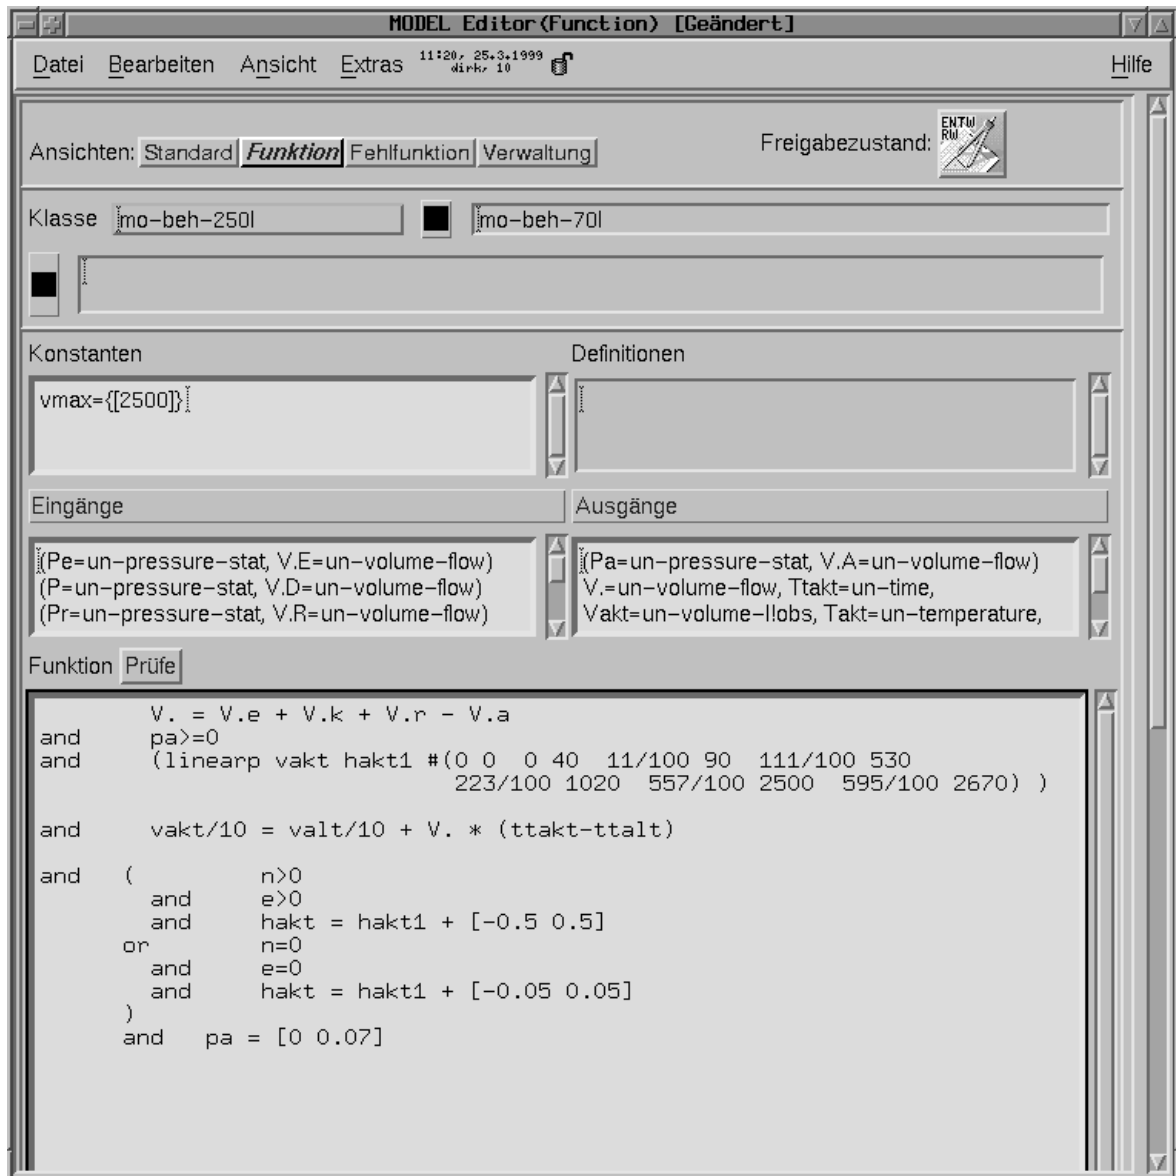 MODEL Editor(Function) [Geändert]
Datei Bearbeiten Ansicht Extras 11:20, 25.3.1999 Hilfe
dirk, 10
Ansichten: Standard Funktion Fehlfunktion Verwaltung Freigabezustand: ENTW
RW
Klasse mo-beh-250l mo-beh-70l
Konstanten Definitionen
vmax={[2500]}
Eingänge Ausgänge
(Pe=un-pressure-stat, V.E=un-volume-flow) (Pa=un-pressure-stat, V.A=un-volume-flow)
(P=un-pressure-stat, V.D=un-volume-flow) V.=un-volume-flow, Ttakt=un-time,
(Pr=un-pressure-stat, V.R=un-volume-flow) Vakt=un-volume-l!obs, Takt=un-temperature,
Funktion Prüfe
V. = V.e + V.k + V.r - V.a
and pa>=0
and (linearp vakt hakt1 #(0 0 0 40 11/100 90 111/100 530
223/100 1020 557/100 2500 595/100 2670) )
and vakt/10 = valt/10 + V. * (ttakt-ttalt)
and ( n>0
and e>0
and hakt = hakt1 + [-0.5 0.5]
or n=0
and e=0
and hakt = hakt1 + [-0.05 0.05]
)
and pa = [0 0.07]